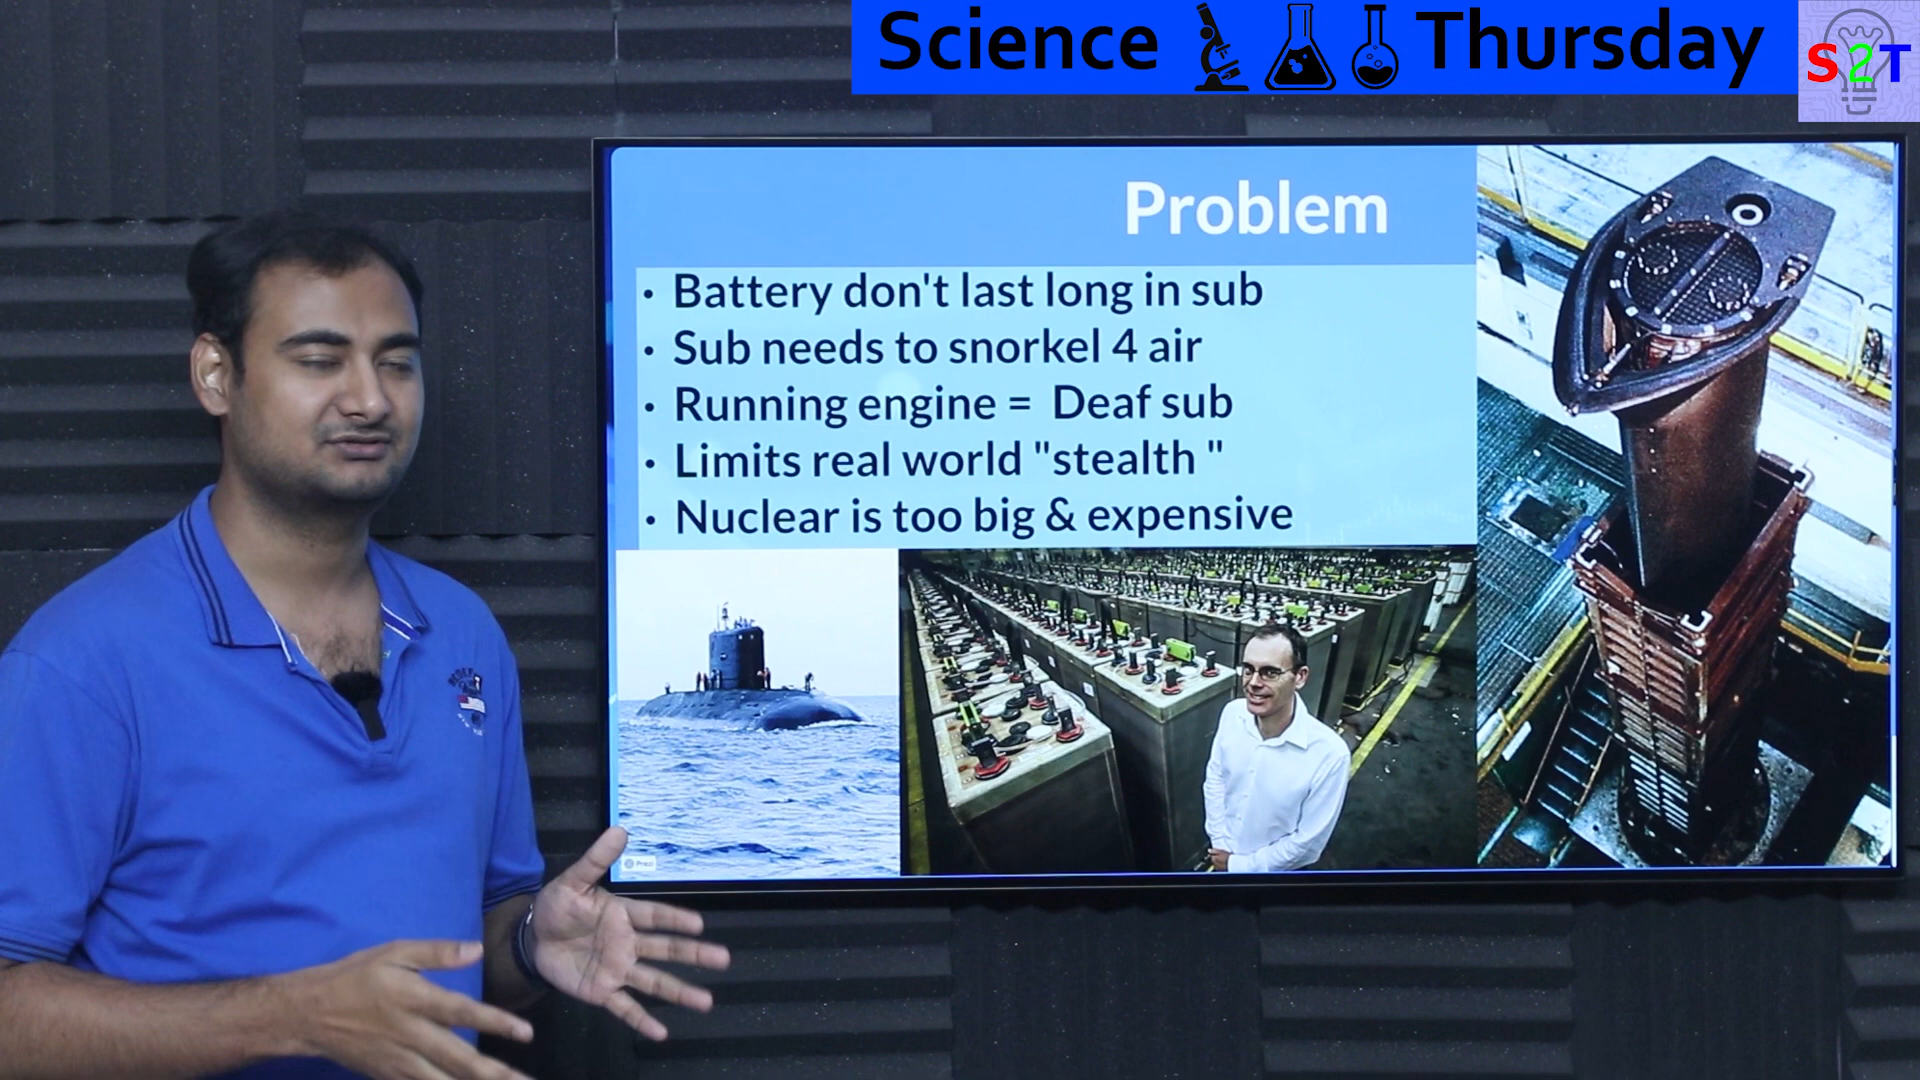 Science Thursday
S2T
Problem
• Battery don't last long in sub
• Sub needs to snorkel 4 air
• Running engine = Deaf sub
• Limits real world "stealth "
• Nuclear is too big & expensive
Prezi